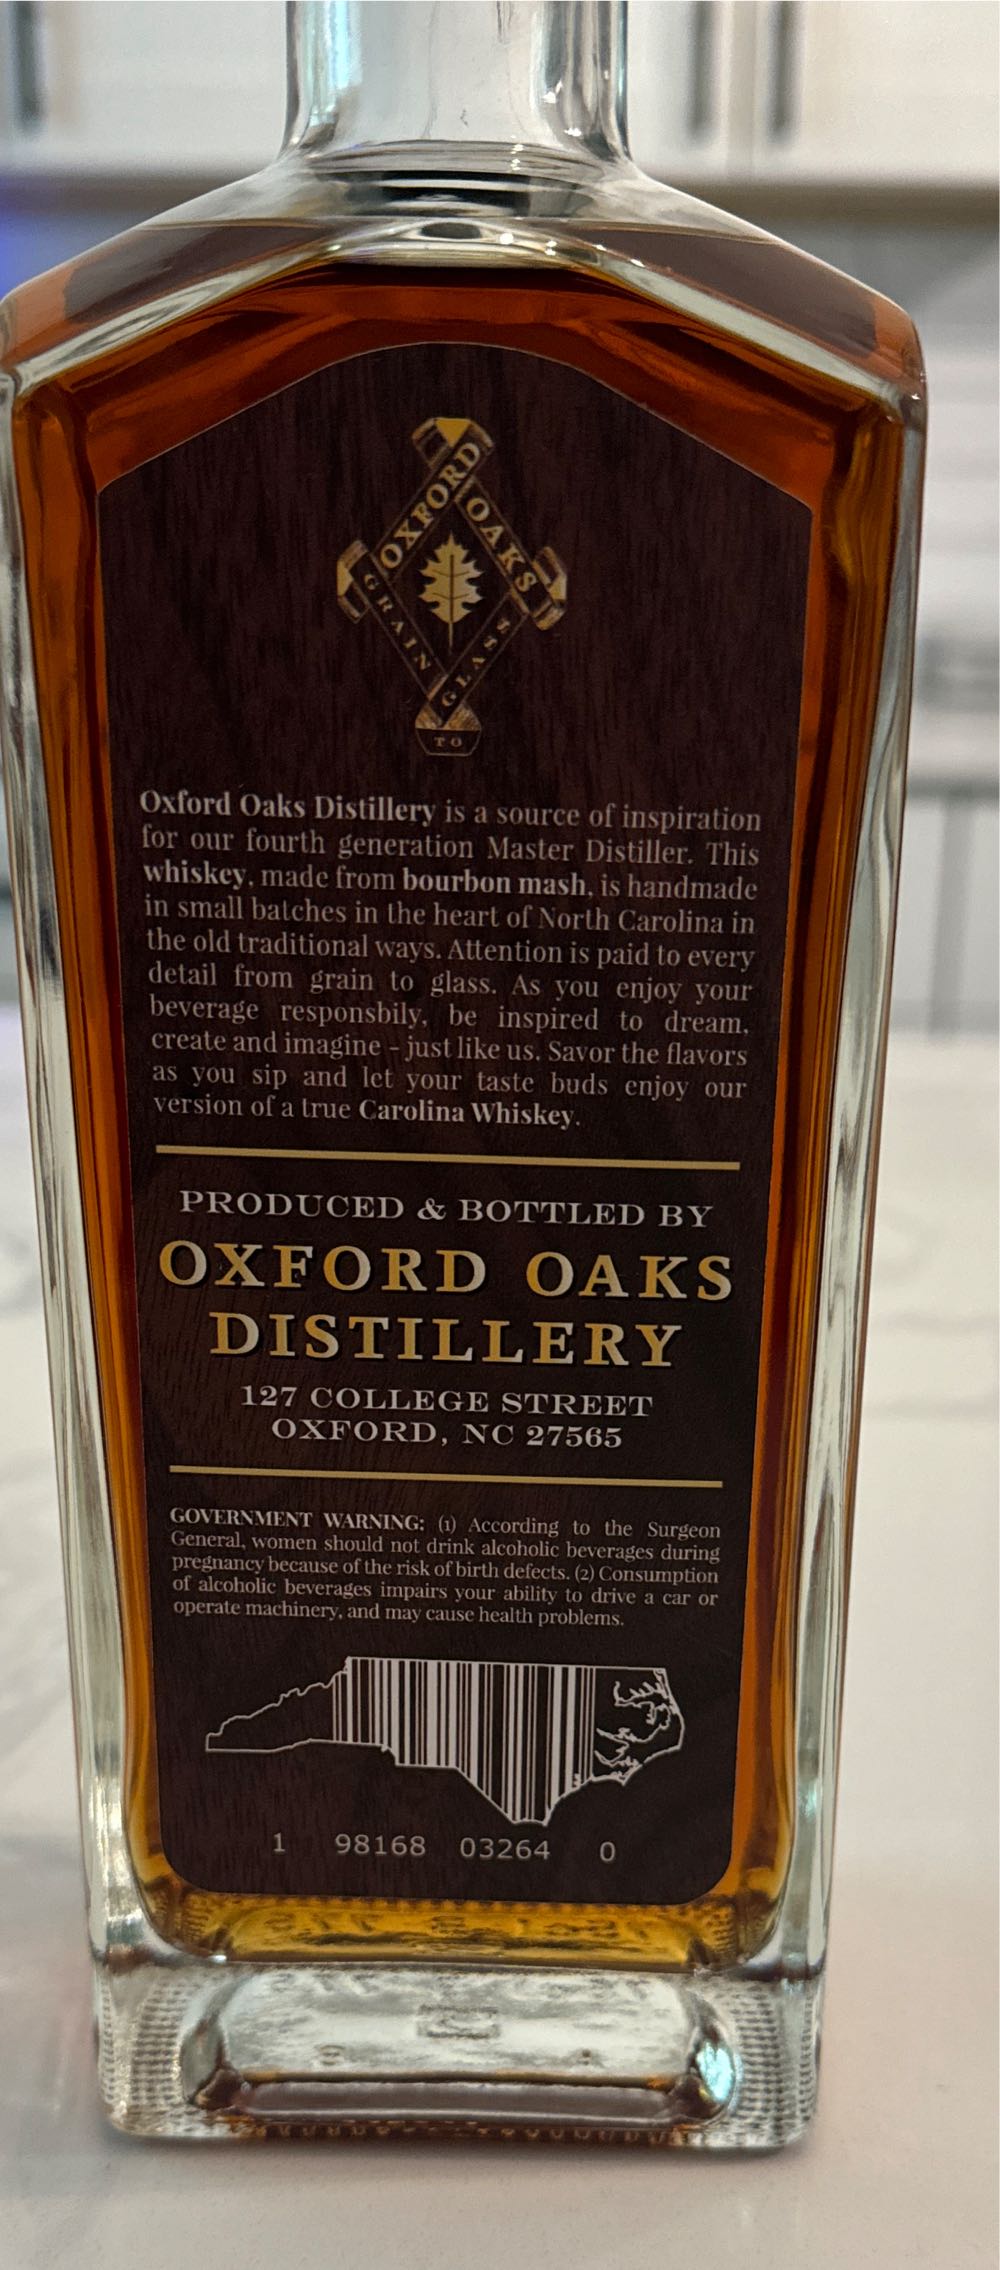 OXFORD OAKS
GRAIN TO GLASS
Oxford Oaks Distillery is a source of inspiration
for our fourth generation Master Distiller. This
whiskey, made from bourbon mash, is handmade
in small batches in the heart of North Carolina in
the old traditional ways. Attention is paid to every
detail from grain to glass. As you enjoy your
beverage responsbily, be inspired to dream,
create and imagine - just like us. Savor the flavors
as you sip and let your taste buds enjoy our
version of a true Carolina Whiskey.
PRODUCED & BOTTLED BY
OXFORD OAKS
DISTILLERY
127 COLLEGE STREET
OXFORD, NC 27565
GOVERNMENT WARNING: (1) According to the Surgeon
General, women should not drink alcoholic beverages during
pregnancy because of the risk of birth defects. (2) Consumption
of alcoholic beverages impairs your ability to drive a car or
operate machinery, and may cause health problems.
1 98168 03264 0